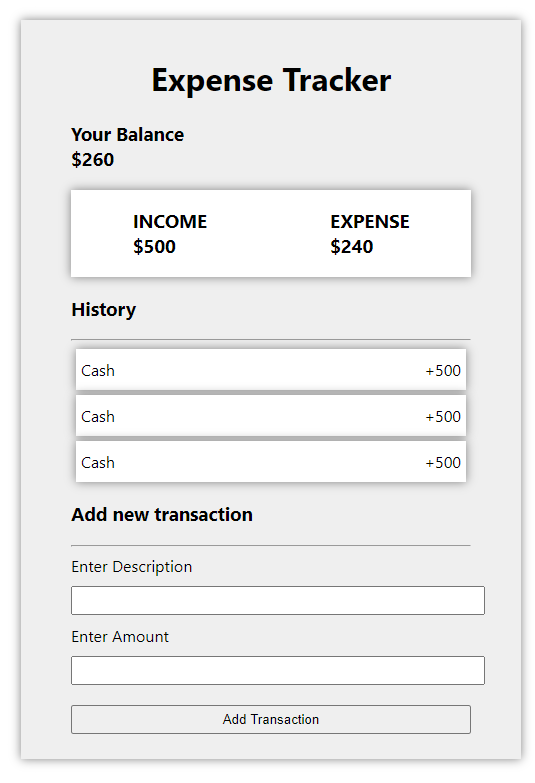 Expense Tracker
Your Balance
$260
INCOME EXPENSE
$500 $240
History
Cash +500
Cash +500
Cash +500
Add new transaction
Enter Description
Enter Amount
Add Transaction